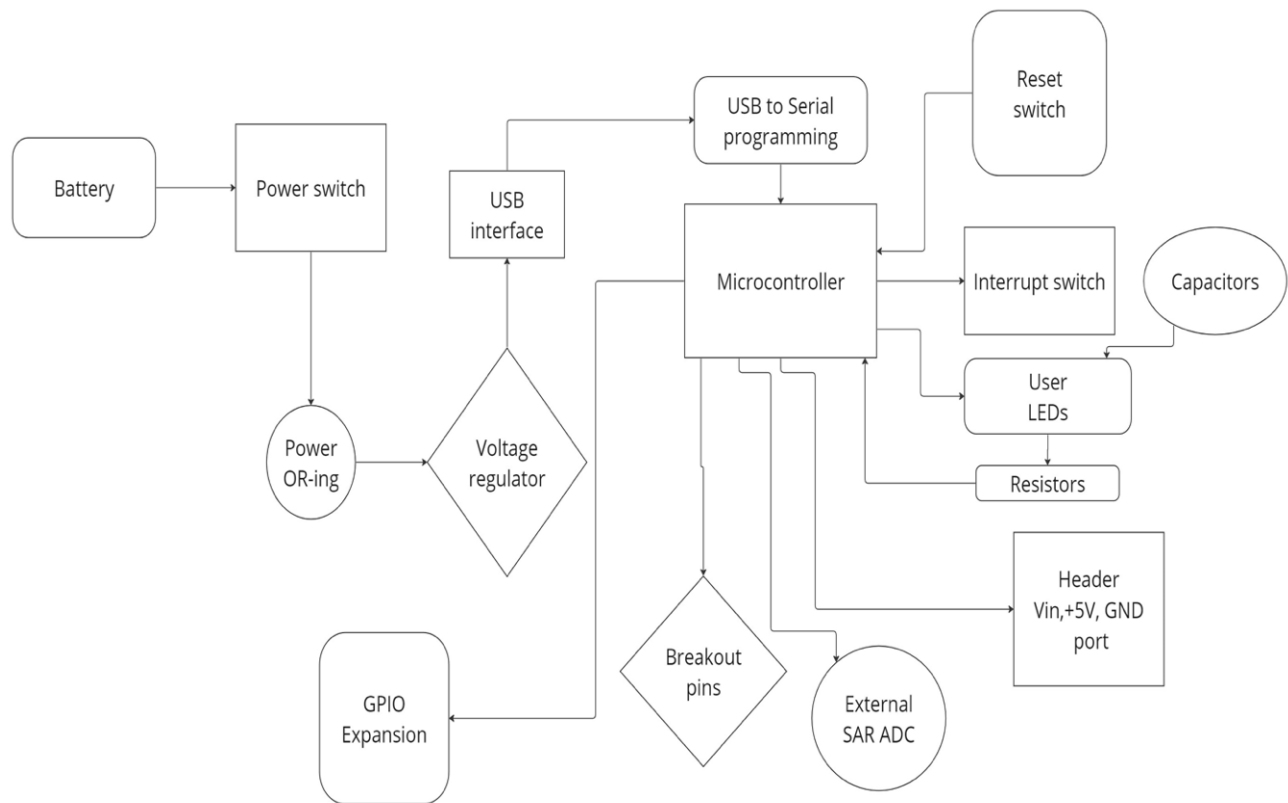 Battery
Power switch
USB
interface
USB to Serial
programming
Reset
switch
Microcontroller
Interrupt switch
Capacitors
User
LEDs
Resistors
Power
OR-ing
Voltage
regulator
Header
Vin,+5V, GND
port
Breakout
pins
External
SAR ADC
GPIO
Expansion